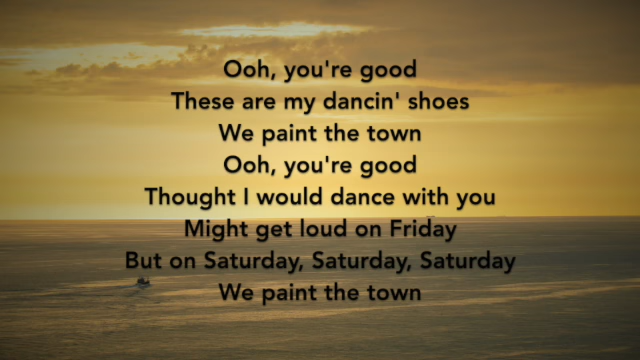 Ooh, you're good
These are my dancin' shoes
We paint the town
Ooh, you're good
Thought I would dance with you
Might get loud on Friday
But on Saturday, Saturday, Saturday
We paint the town